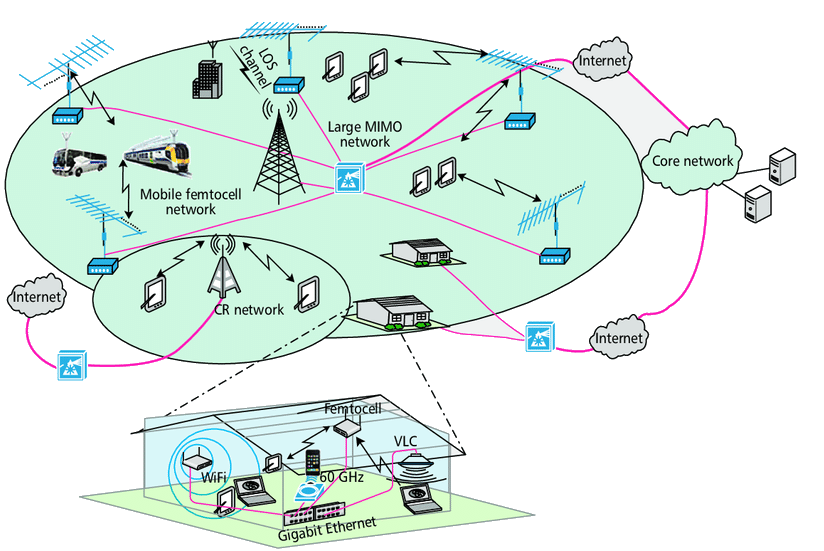 LOS
channel
Internet
Large MIMO
network
Core network
Mobile femtocell
network
Internet
CR network
Internet
Femtocell
VLC
WiFi
60 GHz
Gigabit Ethernet